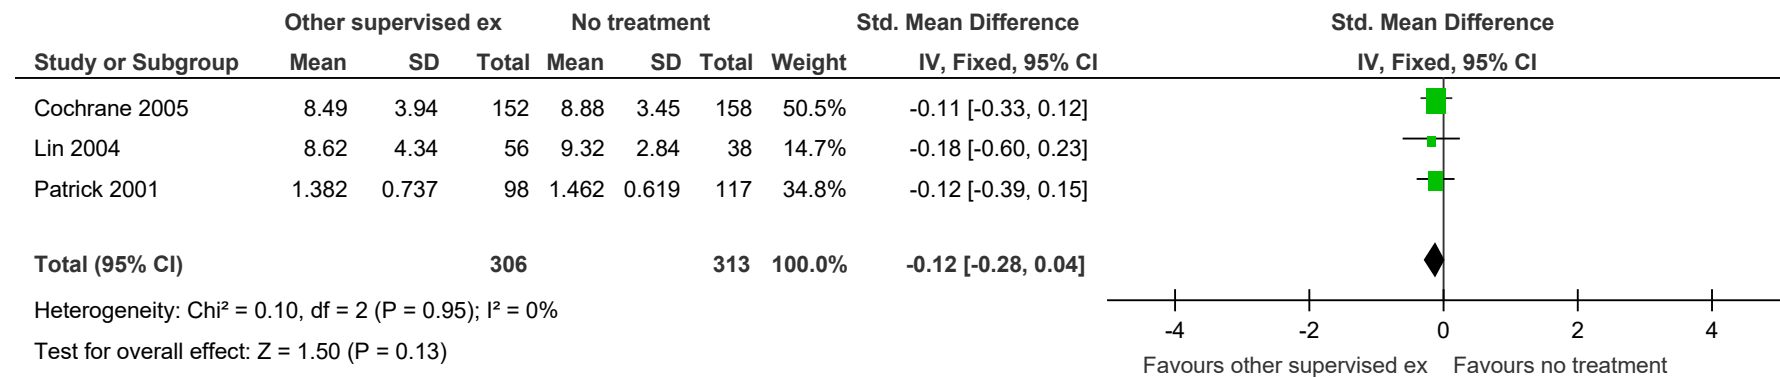 Other supervised ex No treatment Std. Mean Difference Std. Mean Difference
Study or Subgroup Mean SD Total Mean SD Total Weight IV, Fixed, 95% CI IV, Fixed, 95% CI
Cochrane 2005 8.49 3.94 152 8.88 3.45 158 50.5% -0.11 [-0.33, 0.12]
Lin 2004 8.62 4.34 56 9.32 2.84 38 14.7% -0.18 [-0.60, 0.23]
Patrick 2001 1.382 0.737 98 1.462 0.619 117 34.8% -0.12 [-0.39, 0.15]
Total (95% CI) 306 313 100.0% -0.12 [-0.28, 0.04]
Heterogeneity: Chi² = 0.10, df = 2 (P = 0.95); I² = 0%
Test for overall effect: Z = 1.50 (P = 0.13)
-4 -2 0 2 4
Favours other supervised ex Favours no treatment